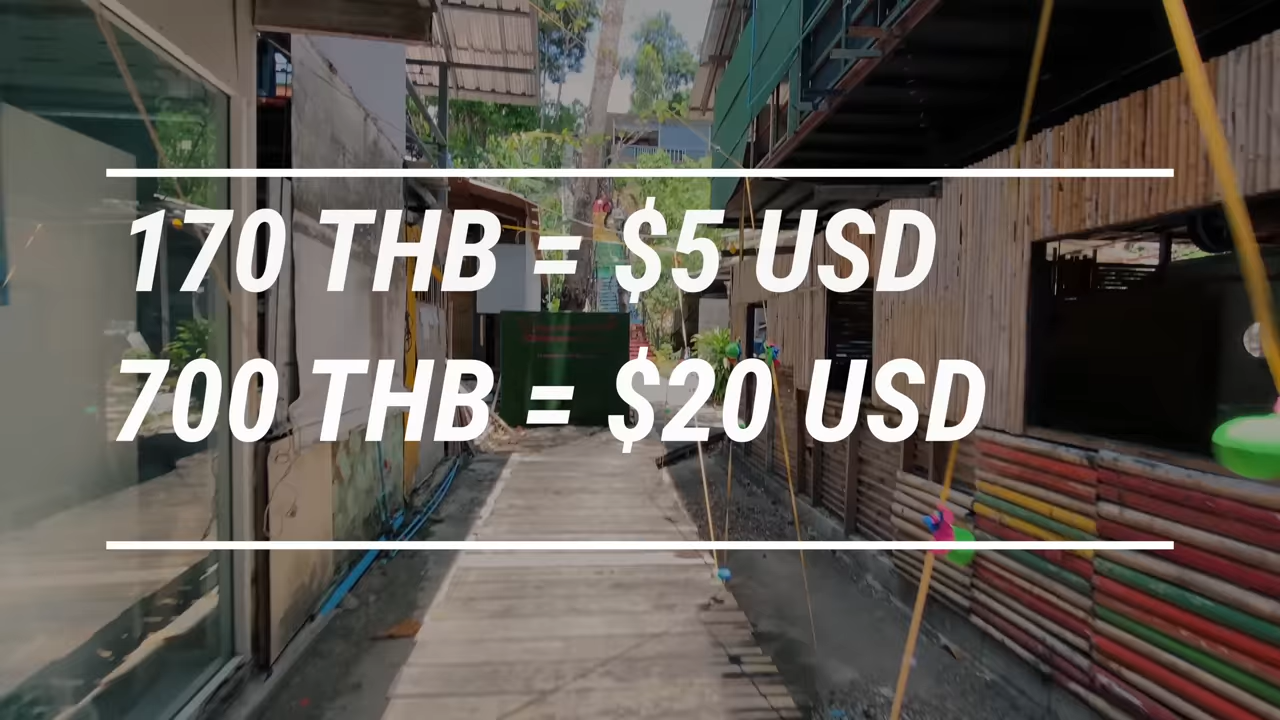 170 THB = $5 USD
700 THB = $20 USD